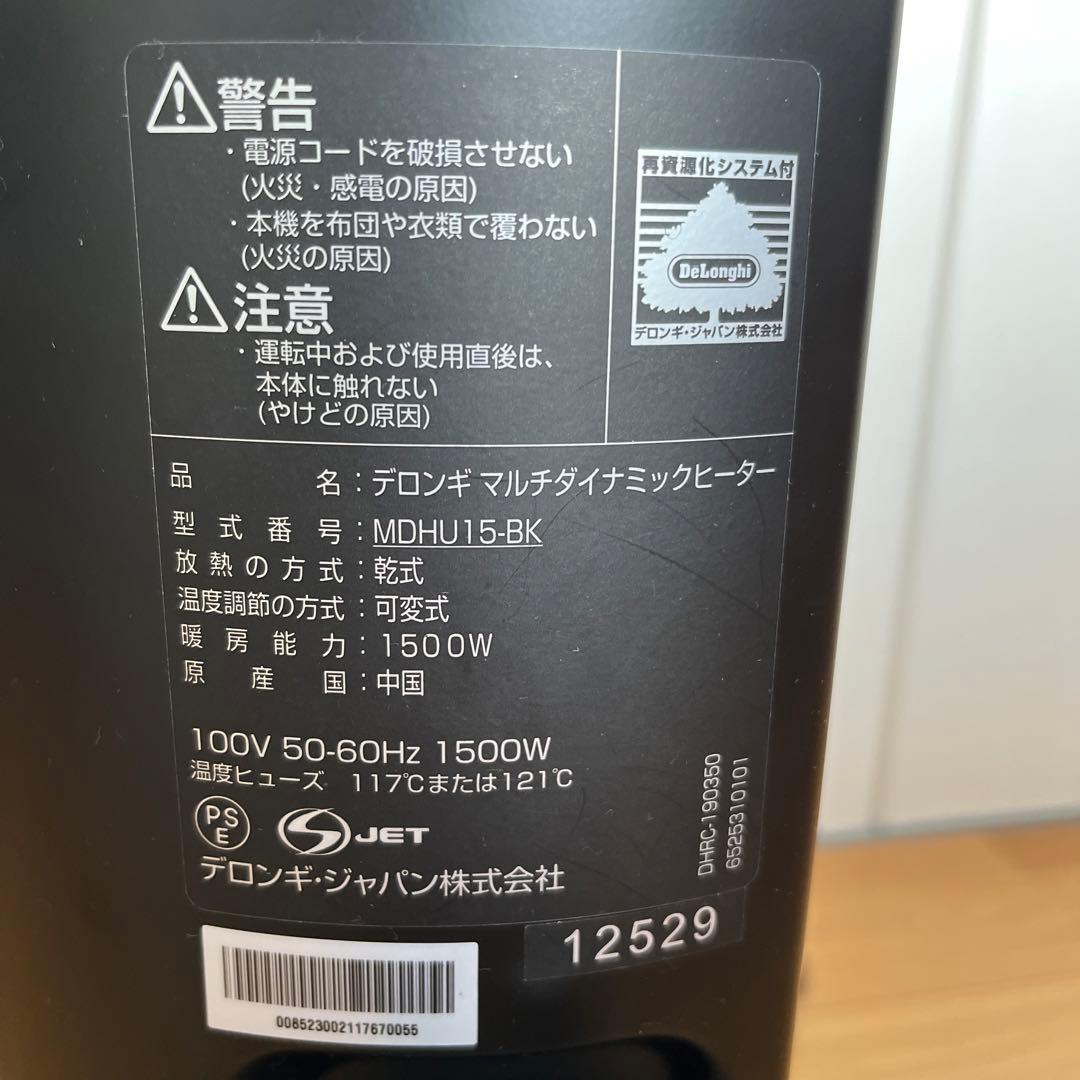 警告
・電源コードを破損させない
(火災・感電の原因)
・本機を布団や衣類で覆わない
(火災の原因)
注意
・運転中および使用直後は、
本体に触れない
(やけどの原因)
再資源化システム付
DeLonghi
デロンギ・ジャパン株式会社
品名：デロンギ マルチダイナミックヒーター
型式番号：MDHU15-BK
放熱の方式：乾式
温度調節の方式：可変式
暖房能力：1500W
原産国：中国
100V 50-60Hz 1500W
温度ヒューズ 117℃または121℃
PSE
S JET
デロンギ・ジャパン株式会社
DHRC-190350
6525310101
12529
008523002117670055